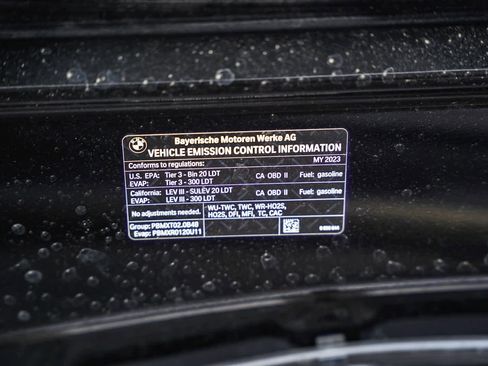 BMW
Bayerische Motoren Werke AG
VEHICLE EMISSION CONTROL INFORMATION
Conforms to regulations: MY 2023
U.S. EPA: Tier 3 - Bin 20 LDT CA OBD II Fuel: gasoline
EVAP: Tier 3 - 300 LDT
California: LEV III - SULEV 20 LDT CA OBD II Fuel: gasoline
EVAP: LEV III - 300 LDT
No adjustments needed. WU-TWC, TWC, WR-HO2S,
HO2S, DFI, MFI, TC, CAC
Group: PBMXT02.0B4B
Evap: PBMXR0120U11